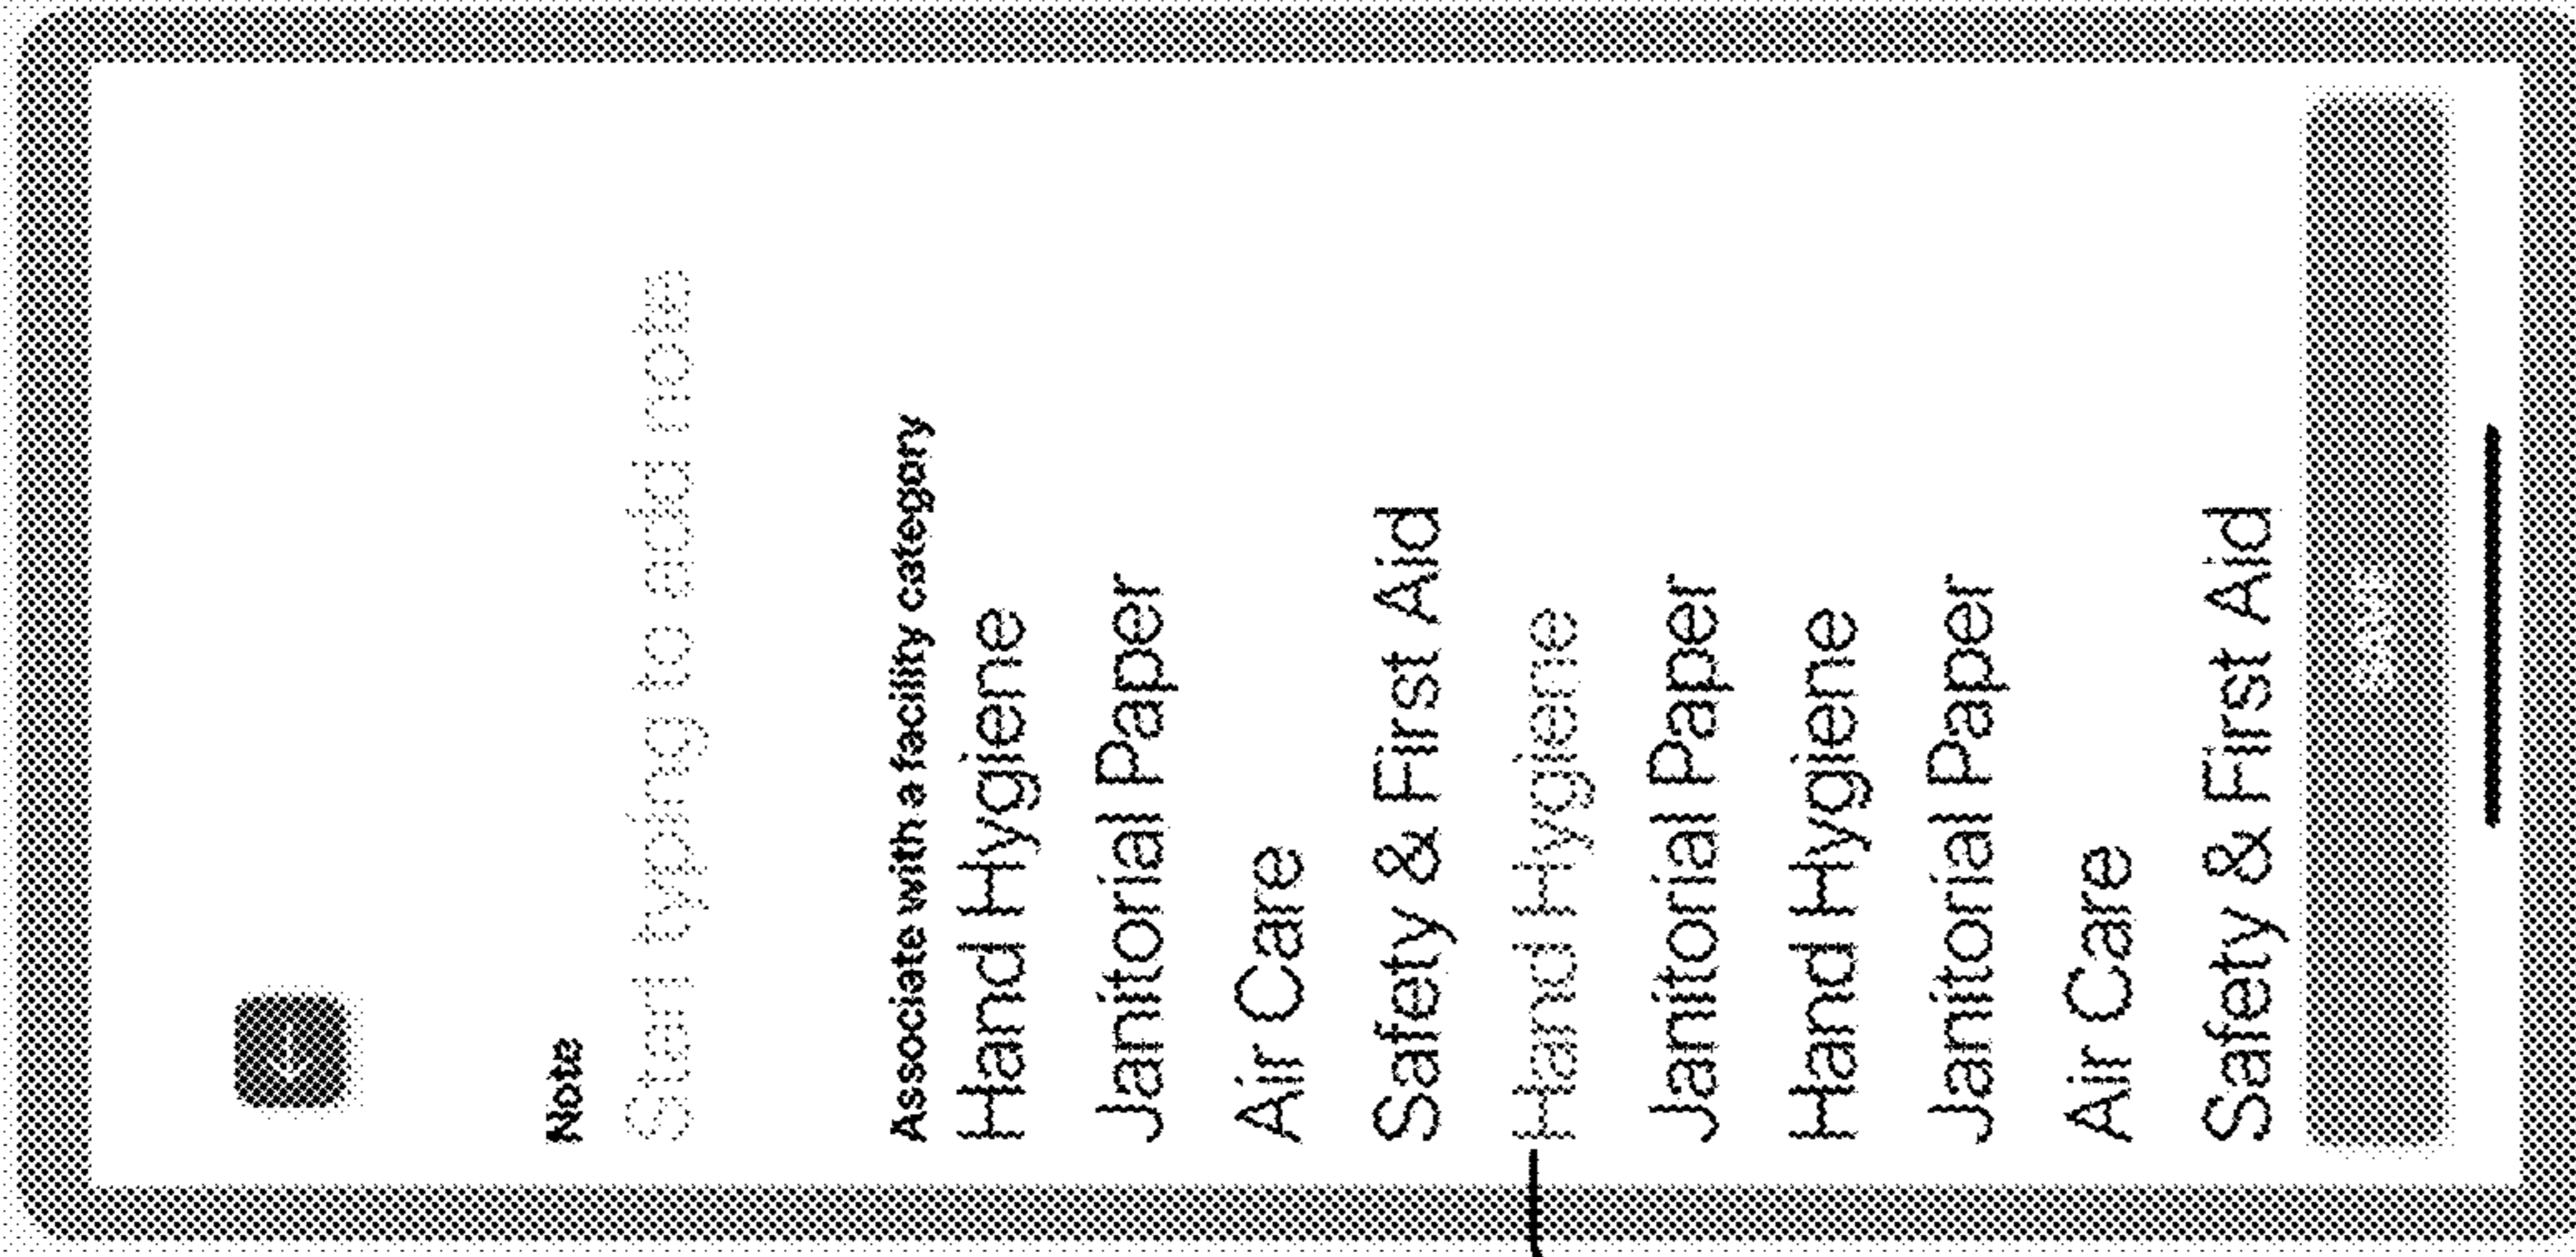 Note
Start typing to add note
Associate with a facility category
Hand Hygiene
Janitorial Paper
Air Care
Safety & First Aid
Hand Hygiene
Janitorial Paper
Hand Hygiene
Janitorial Paper
Air Care
Safety & First Aid